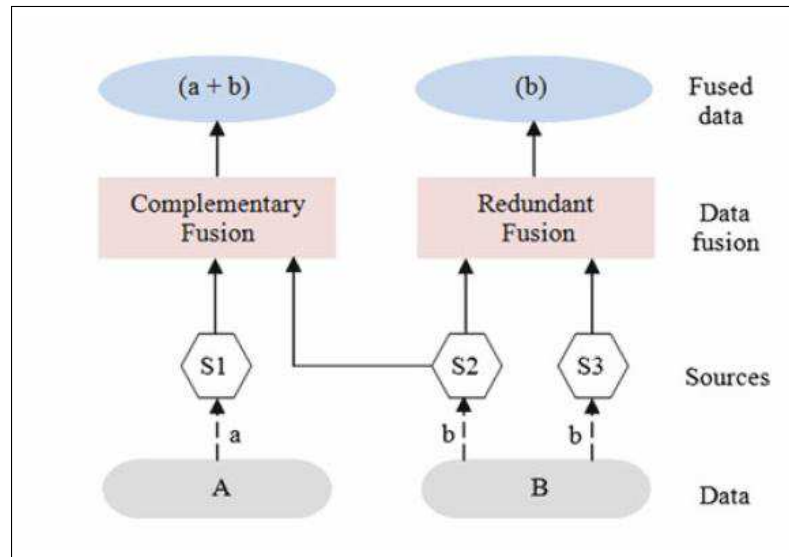 (a + b)
(b)
Fused
data
Complementary
Fusion
Redundant
Fusion
Data
fusion
S1
S2
S3
Sources
a
b
b
A
B
Data